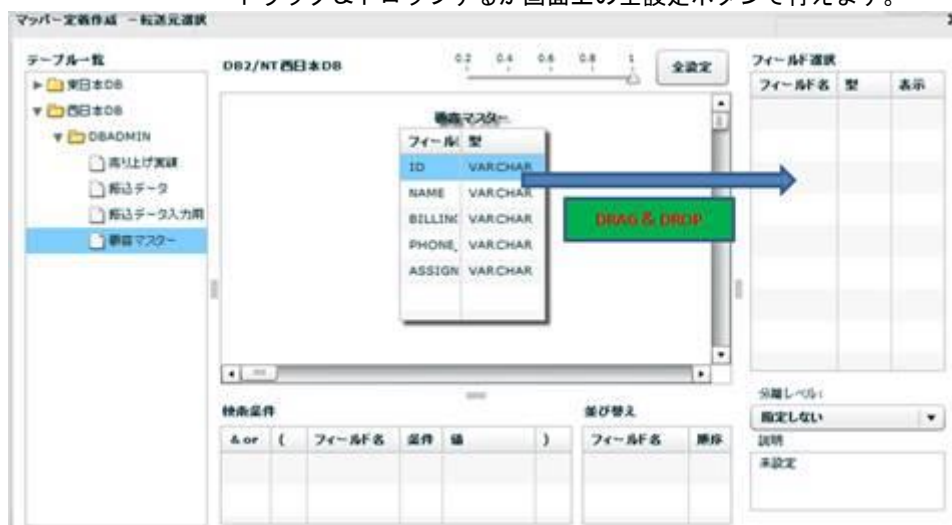 ドラッグ&ドロップするか画面上の全設定ボタンで行えます。
マッパー定義作成 －転送元選択
テーブル一覧
東日本DB
西日本DB
DBADMIN
売り上げ実績
振込データ
振込データ入力用
顧客マスター
DB2/NT西日本DB
0.2 0.4 0.6 0.8 1
全設定
顧客マスター
フィール 型
ID VARCHAR
NAME VARCHAR
BILLING VARCHAR
PHONE_ VARCHAR
ASSIGN VARCHAR
DRAG & DROP
フィールド選択
フィールド名 型 表示
検索条件
& or ( フィールド名 条件 値 )
並び替え
フィールド名 順序
分離レベル:
指定しない
説明
未設定